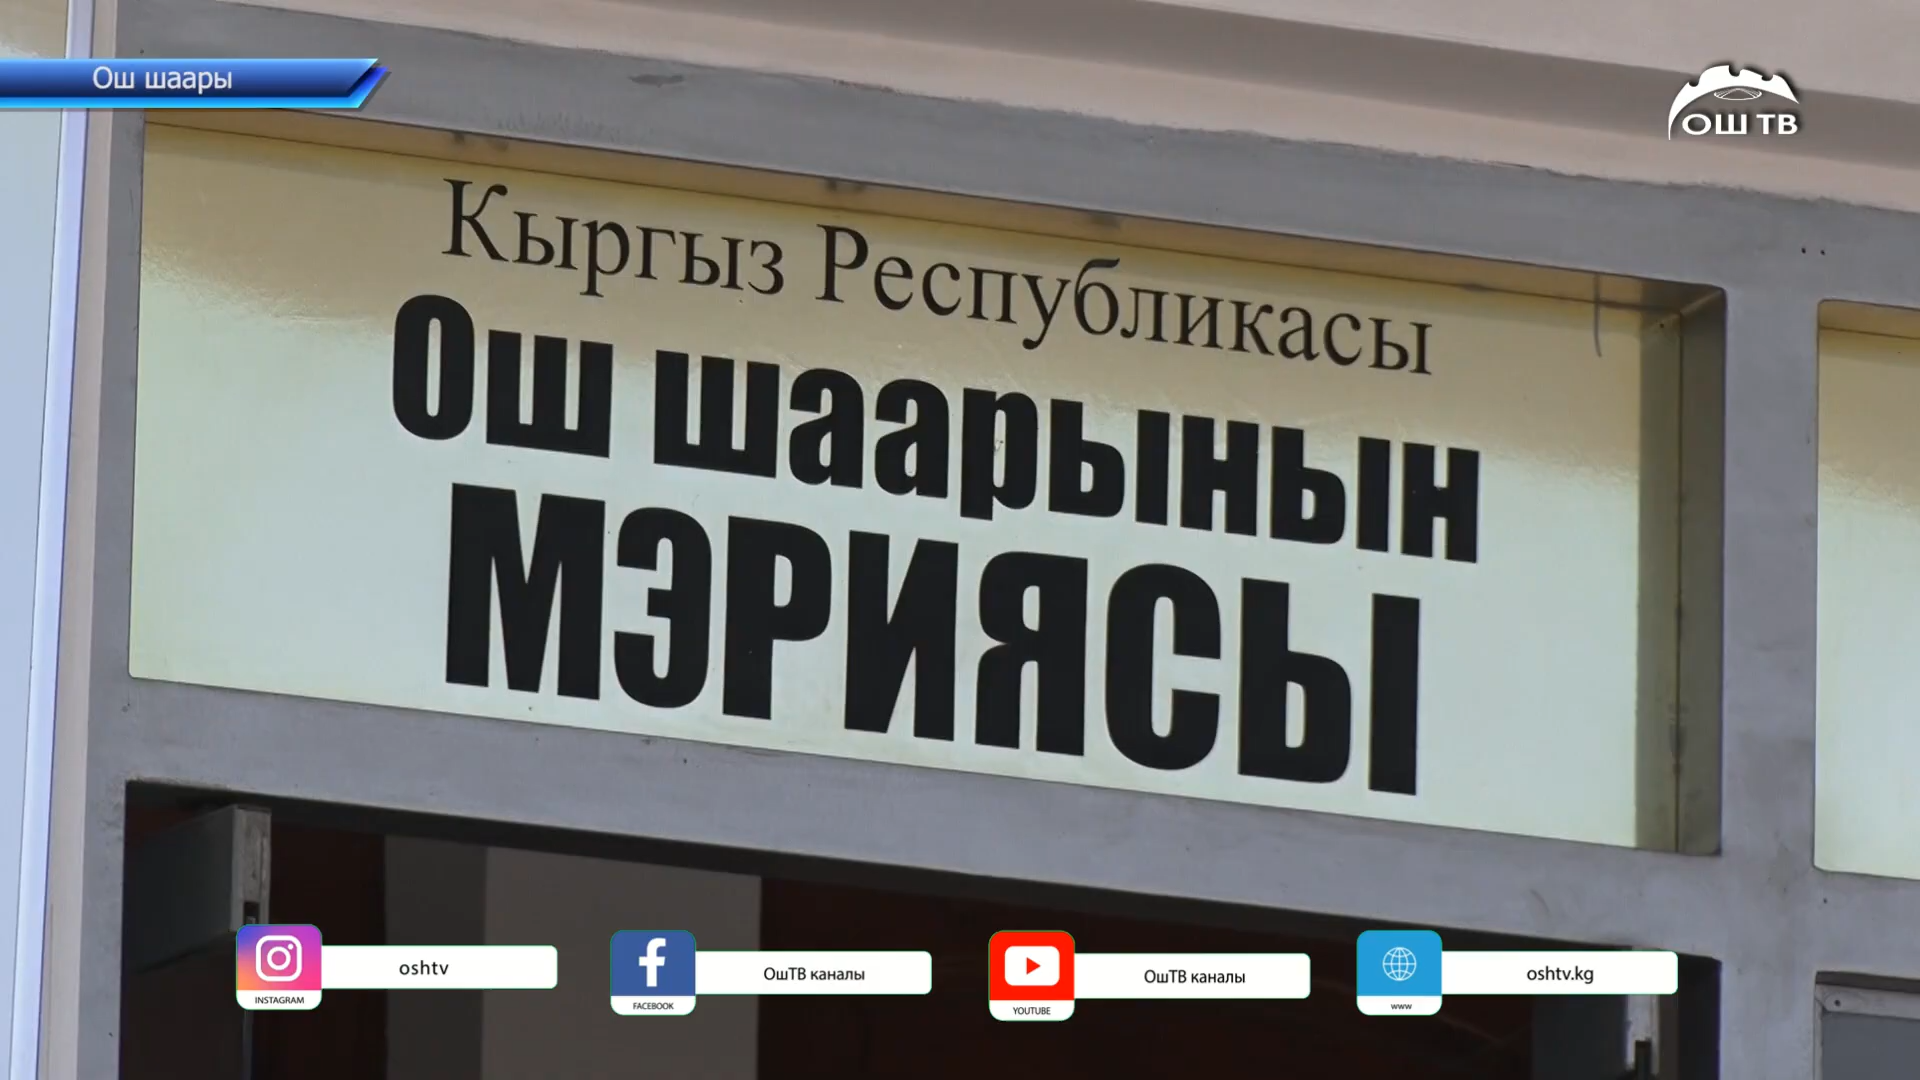 Ош шаары
ОШ ТВ
Кыргыз Республикасы
Ош шаарынын
МЭРИЯСЫ
oshtv
INSTAGRAM
ОшТВ каналы
FACEBOOK
ОшТВ каналы
YOUTUBE
oshtv.kg
www